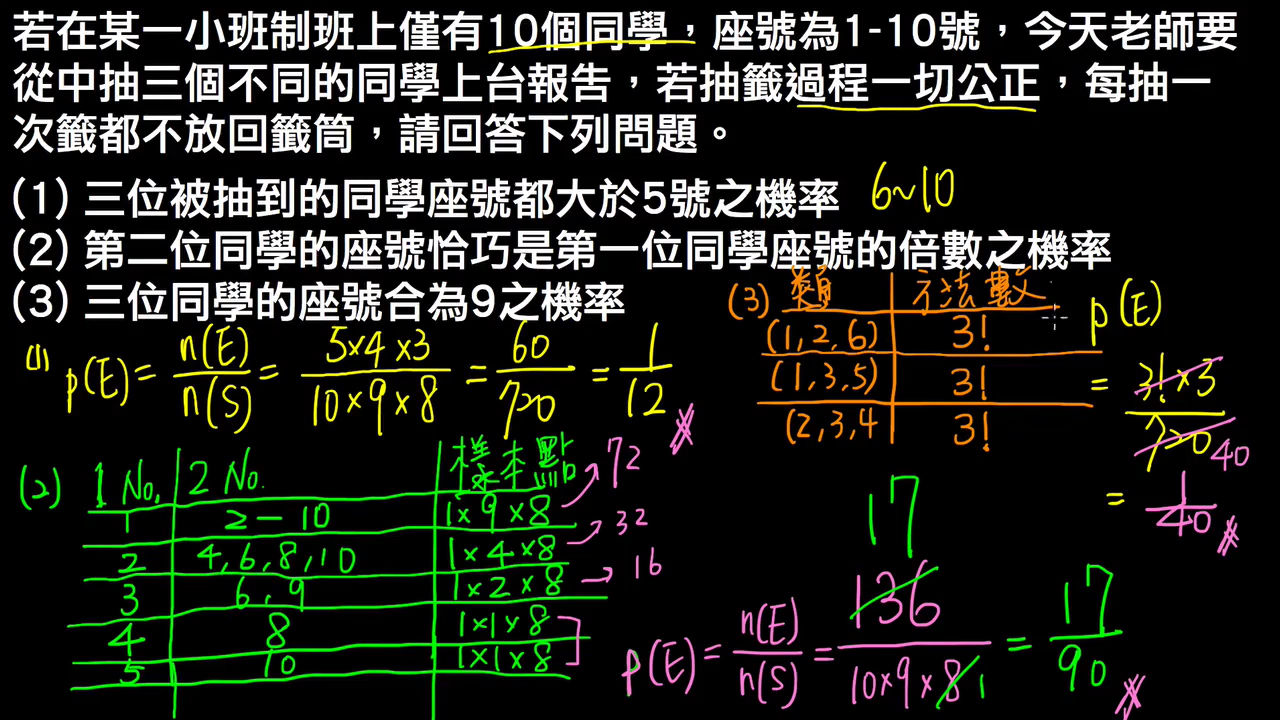 若在某一小班制班上僅有10個同學，座號為1-10號，今天老師要
從中抽三個不同的同學上台報告，若抽籤過程一切公正，每抽一
次籤都不放回籤筒，請回答下列問題。
(1) 三位被抽到的同學座號都大於5號之機率 6~10
(2) 第二位同學的座號恰巧是第一位同學座號的倍數之機率
(3) 三位同學的座號合為9之機率
(1) p(E) = n(E)/n(S) = 5×4×3/10×9×8 = 60/720 = 1/12
(2) 1 No. 2 No. 樣本點
1 2-10 1×9×8 → 72
2 4,6,8,10 1×4×8 → 32
3 6,9 1×2×8 → 16
4 8 1×1×8
5 10 1×1×8
p(E) = n(E)/n(S) = 136/10×9×8 = 17/90
17
1
(3) 類 方法數
(1,2,6) 3!
(1,3,5) 3!
(2,3,4 3!
p(E)
= 3!×3/720
40
= 1/40